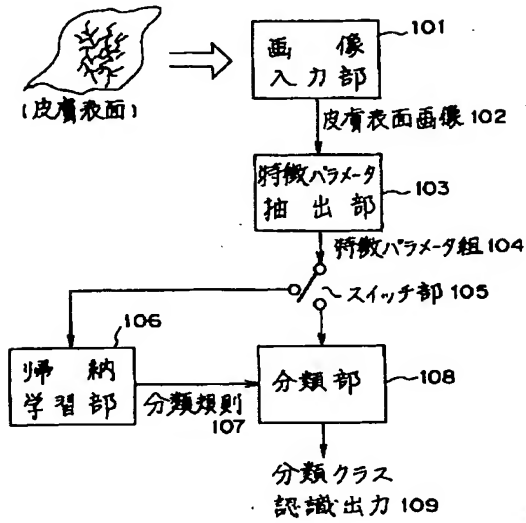 101
画像
入力部
(皮膚表面)
皮膚表面画像 102
特徴パラメータ
抽出部
103
特徴パラメータ組 104
スイッチ部 105
106
帰納
学習部
分類規則
107
分類部
108
分類クラス
認識出力 109